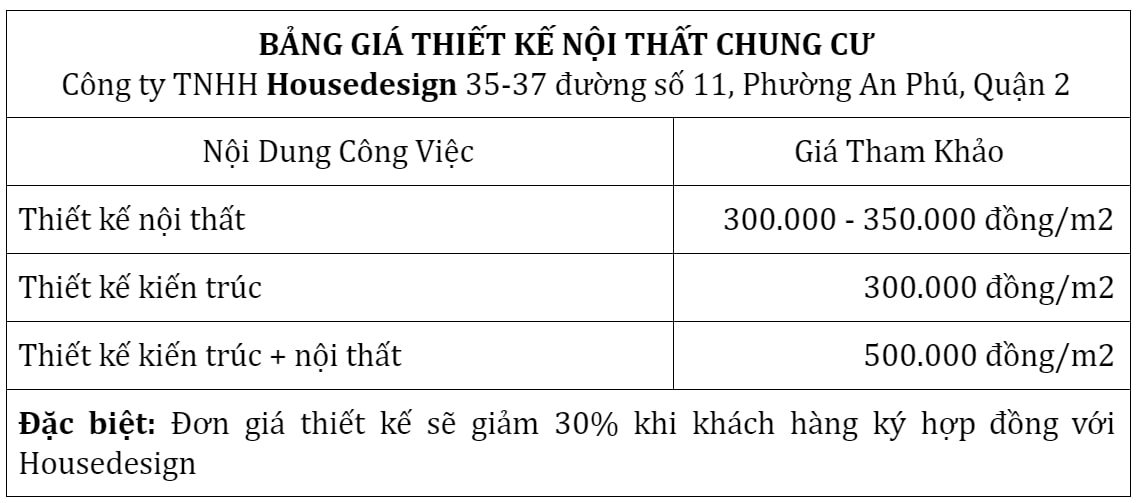 BẢNG GIÁ THIẾT KẾ NỘI THẤT CHUNG CƯ
Công ty TNHH Housedesign 35-37 đường số 11, Phường An Phú, Quận 2
Nội Dung Công Việc
Giá Tham Khảo
Thiết kế nội thất
300.000 - 350.000 đồng/m2
Thiết kế kiến trúc
300.000 đồng/m2
Thiết kế kiến trúc + nội thất
500.000 đồng/m2
Đặc biệt: Đơn giá thiết kế sẽ giảm 30% khi khách hàng ký hợp đồng với
Housedesign